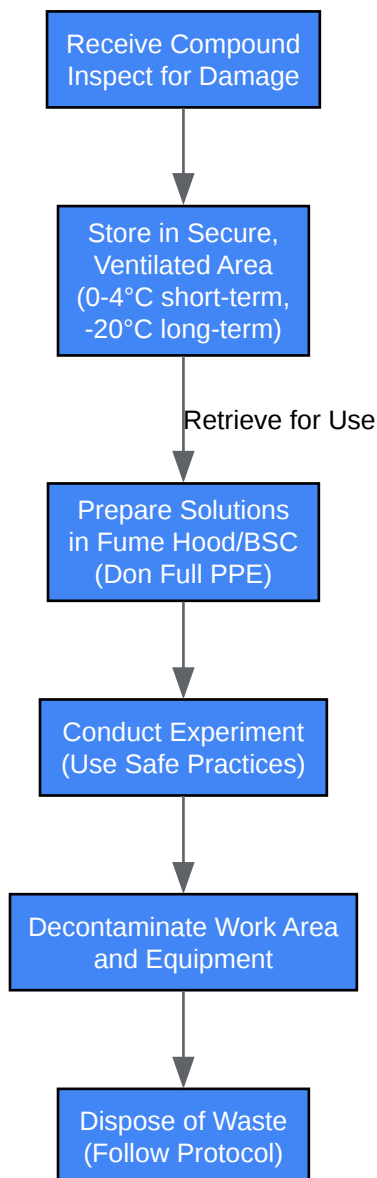 Receive Compound
Inspect for Damage
Store in Secure,
Ventilated Area
(0-4°C short-term,
-20°C long-term)
Retrieve for Use
Prepare Solutions
in Fume Hood/BSC
(Don Full PPE)
Conduct Experiment
(Use Safe Practices)
Decontaminate Work Area
and Equipment
Dispose of Waste
(Follow Protocol)